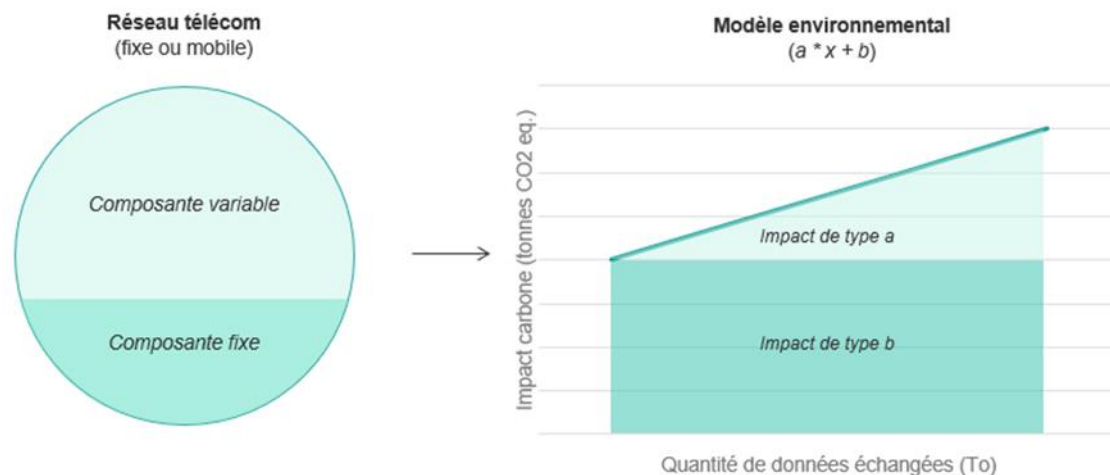 Réseau télécom
(fixe ou mobile)
Composante variable
Composante fixe
Modèle environnemental
(a * x + b)
Impact carbone (tonnes CO2 eq.)
Impact de type a
Impact de type b
Quantité de données échangées (To)